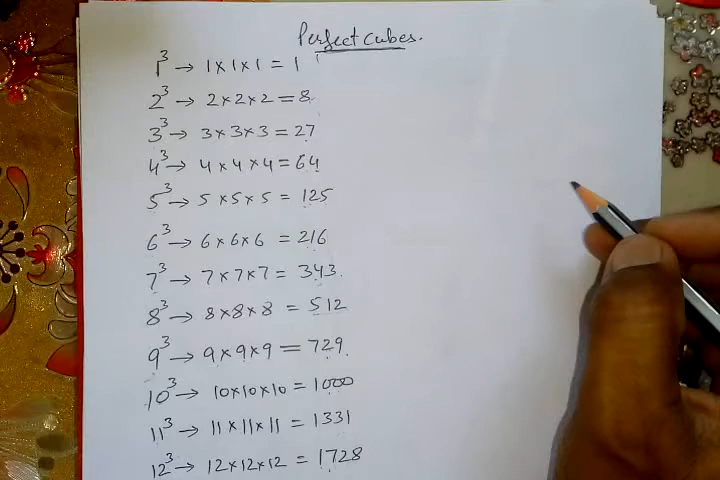 Perfect cubes.
1³ → 1×1×1 = 1
2³ → 2×2×2 = 8
3³ → 3×3×3 = 27
4³ → 4×4×4 = 64
5³ → 5×5×5 = 125
6³ → 6×6×6 = 216
7³ → 7×7×7 = 343.
8³ → 8×8×8 = 512
9³ → 9×9×9 = 729.
10³ → 10×10×10 = 1000
11³ → 11×11×11 = 1331
12³ → 12×12×12 = 1728